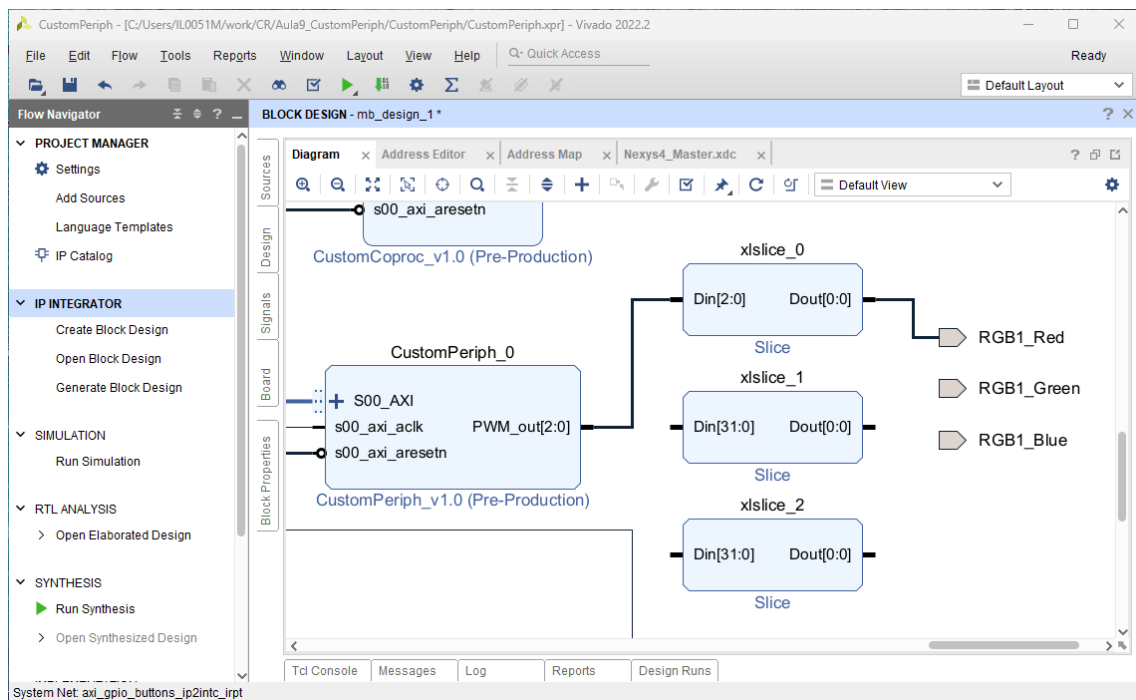 CustomPeriph - [C:/Users/IL0051M/work/CR/Aula9_CustomPeriph/CustomPeriph/CustomPeriph.xpr] - Vivado 2022.2
File Edit Flow Tools Reports Window Layout View Help Q- Quick Access Ready
Default Layout
Flow Navigator
PROJECT MANAGER
Settings
Add Sources
Language Templates
IP Catalog
IP INTEGRATOR
Create Block Design
Open Block Design
Generate Block Design
SIMULATION
Run Simulation
RTL ANALYSIS
Open Elaborated Design
SYNTHESIS
Run Synthesis
Open Synthesized Design
BLOCK DESIGN - mb_design_1 *
Sources
Design
Signals
Board
Block Properties
Diagram Address Editor Address Map Nexys4_Master.xdc
Default View
s00_axi_aresetn
CustomCoproc_v1.0 (Pre-Production)
CustomPeriph_0
S00_AXI
s00_axi_aclk PWM_out[2:0]
s00_axi_aresetn
CustomPeriph_v1.0 (Pre-Production)
xlslice_0
Din[2:0] Dout[0:0]
Slice
xlslice_1
Din[31:0] Dout[0:0]
Slice
xlslice_2
Din[31:0] Dout[0:0]
Slice
RGB1_Red
RGB1_Green
RGB1_Blue
Tcl Console Messages Log Reports Design Runs
System Net: axi_gpio_buttons_ip2intc_irpt